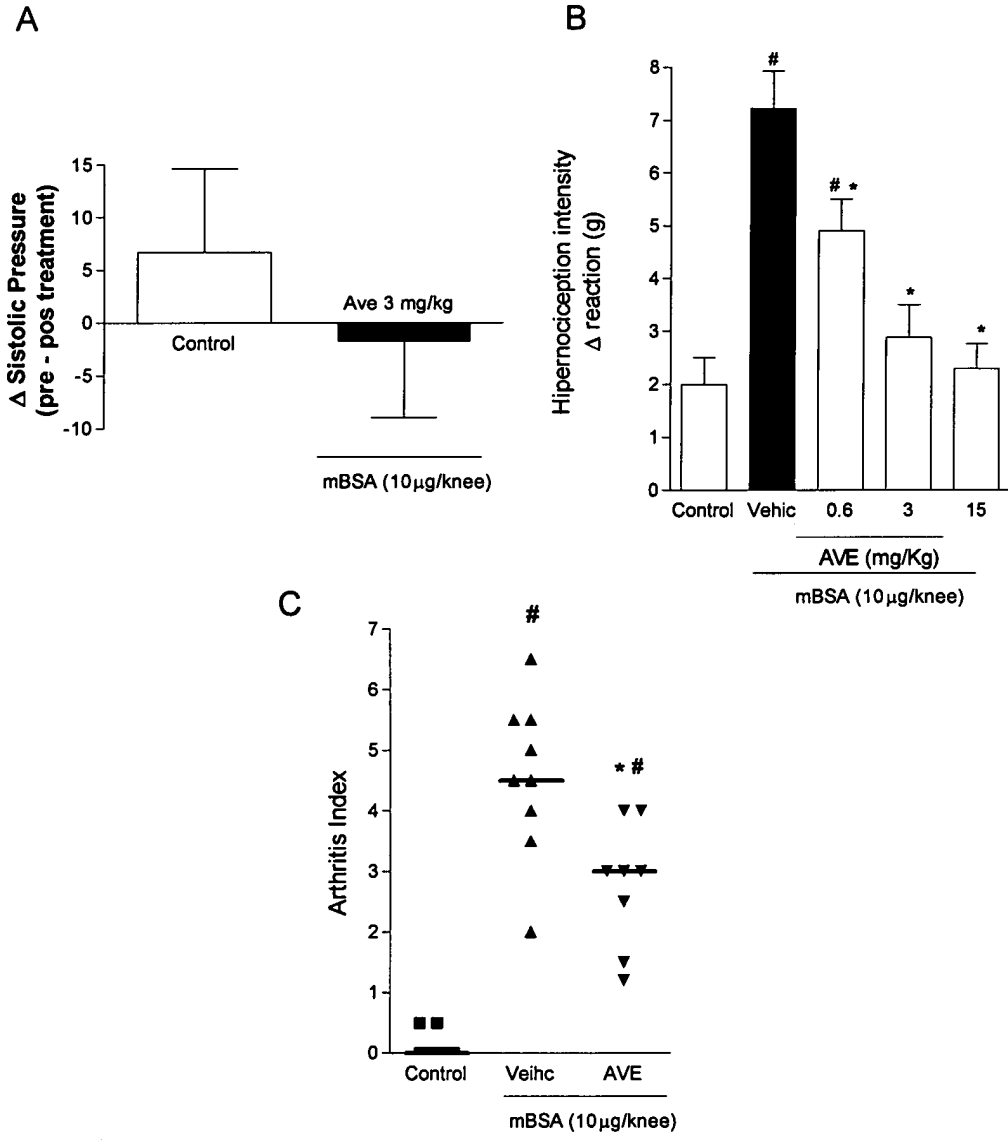 A
Δ Sistolic Pressure
(pre - pos treatment)
15
10
5
0
-5
-10
Control
Ave 3 mg/kg
mBSA (10μg/knee)
B
Hipernociception intensity
Δ reaction (g)
8
7
6
5
4
3
2
1
0
#
# *
*
*
Control Vehic 0.6 3 15
AVE (mg/Kg)
mBSA (10μg/knee)
C
Arthritis Index
7
6
5
4
3
2
1
0
#
* #
Control Veihc AVE
mBSA (10μg/knee)